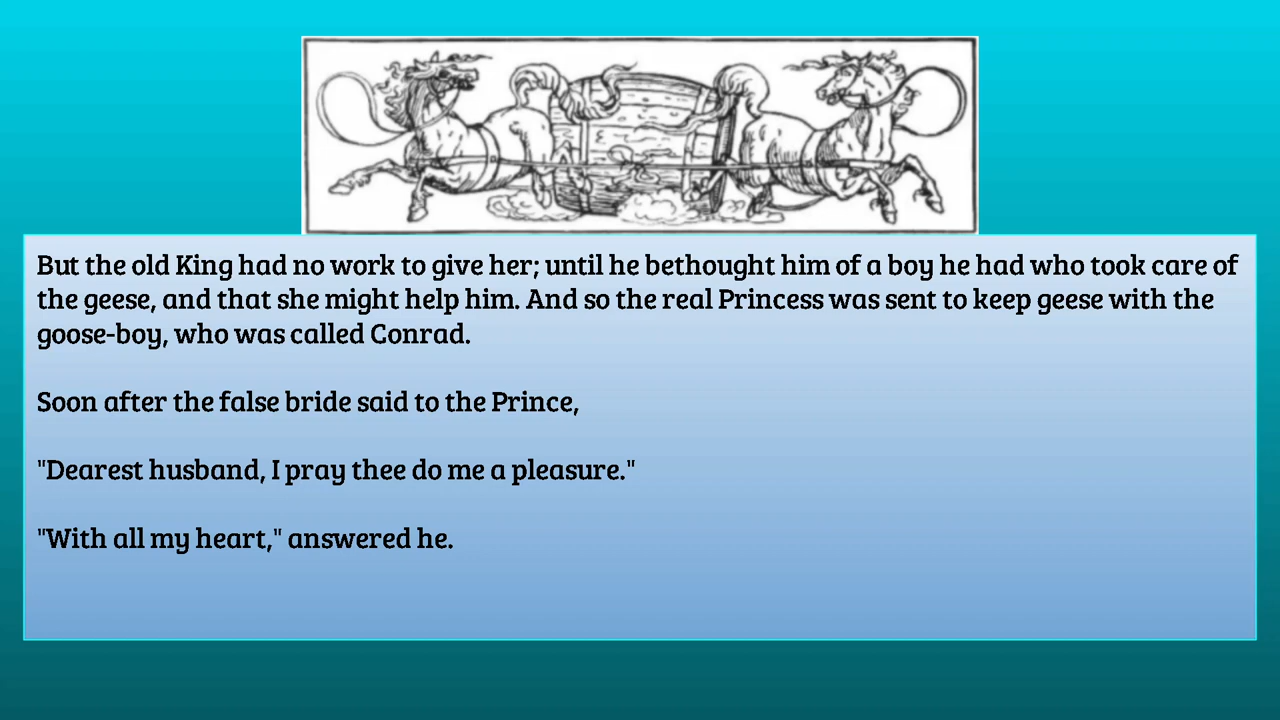 But the old King had no work to give her; until he bethought him of a boy he had who took care of
the geese, and that she might help him. And so the real Princess was sent to keep geese with the
goose-boy, who was called Conrad.
Soon after the false bride said to the Prince,
"Dearest husband, I pray thee do me a pleasure."
"With all my heart," answered he.